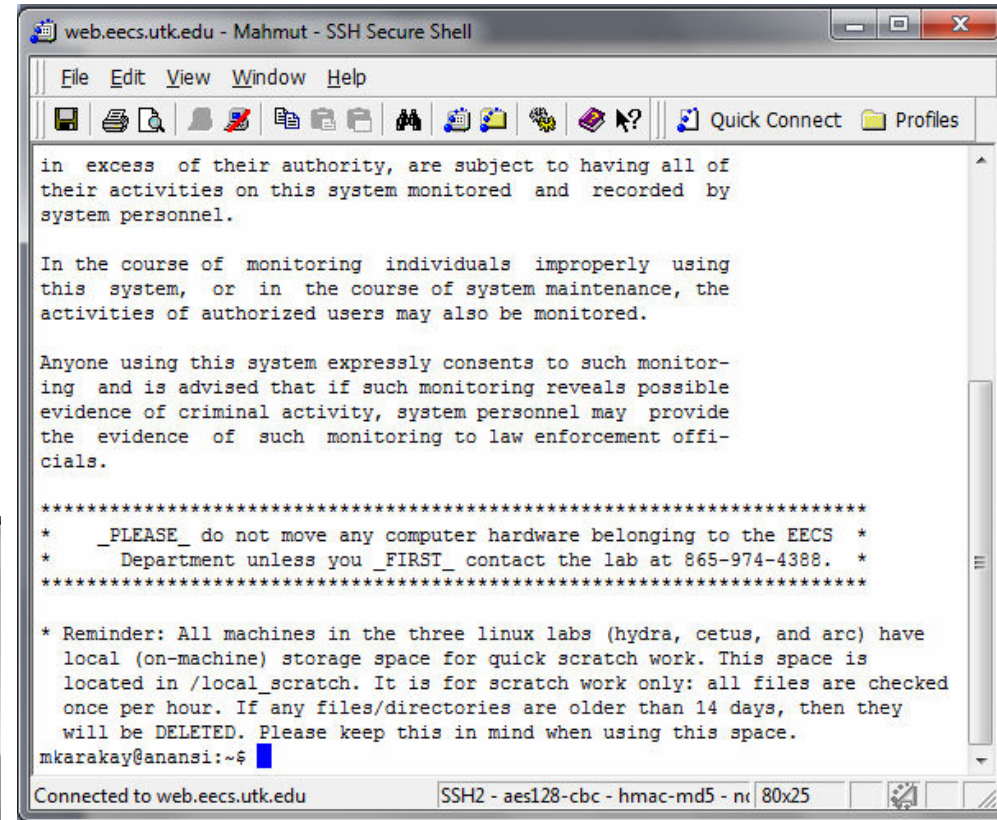 web.eecs.utk.edu - Mahmut - SSH Secure Shell
File Edit View Window Help
Quick Connect Profiles
in excess of their authority, are subject to having all of
their activities on this system monitored and recorded by
system personnel.
In the course of monitoring individuals improperly using
this system, or in the course of system maintenance, the
activities of authorized users may also be monitored.
Anyone using this system expressly consents to such monitor-
ing and is advised that if such monitoring reveals possible
evidence of criminal activity, system personnel may provide
the evidence of such monitoring to law enforcement offi-
cials.
***********************************************************************
* _PLEASE_ do not move any computer hardware belonging to the EECS *
* Department unless you _FIRST_ contact the lab at 865-974-4388. *
***********************************************************************
* Reminder: All machines in the three linux labs (hydra, cetus, and arc) have
local (on-machine) storage space for quick scratch work. This space is
located in /local_scratch. It is for scratch work only: all files are checked
once per hour. If any files/directories are older than 14 days, then they
will be DELETED. Please keep this in mind when using this space.
mkarakay@anansi:~$
Connected to web.eecs.utk.edu SSH2 - aes128-cbc - hmac-md5 - nc 80x25